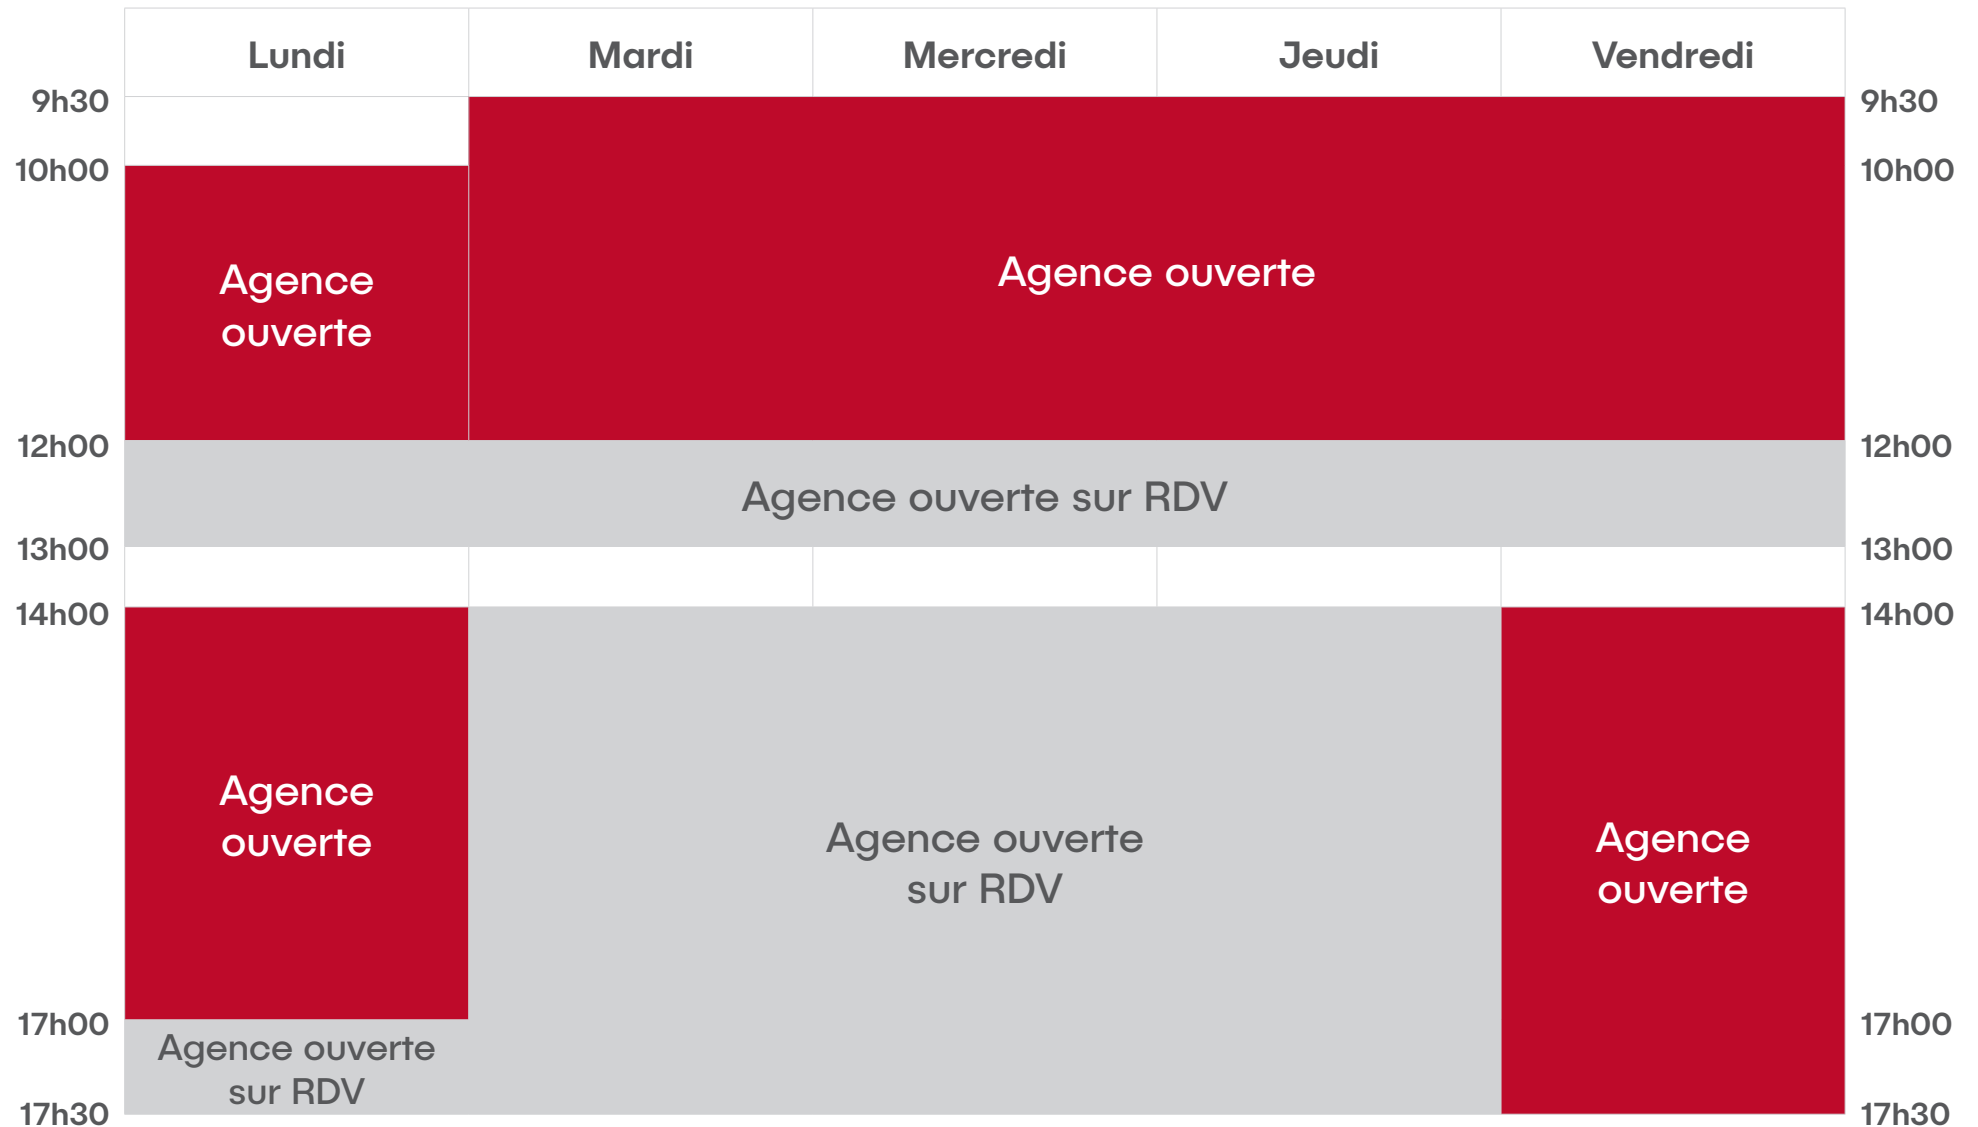 Lundi Mardi Mercredi Jeudi Vendredi
9h30 9h30
10h00 10h00
Agence
ouverte
Agence ouverte
12h00 12h00
Agence ouverte sur RDV
13h00 13h00
14h00 14h00
Agence
ouverte
Agence ouverte
sur RDV
Agence
ouverte
17h00 17h00
Agence ouverte
sur RDV
17h30 17h30